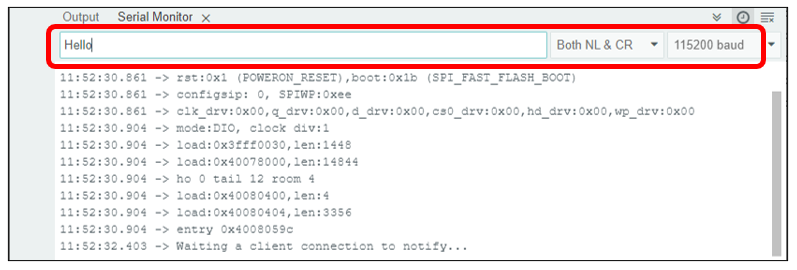 Output Serial Monitor
Hello Both NL & CR 115200 baud
11:52:30.861 -> rst:0x1 (POWERON_RESET),boot:0x1b (SPI_FAST_FLASH_BOOT)
11:52:30.861 -> configsip: 0, SPIWP:0xee
11:52:30.861 -> clk_drv:0x00,q_drv:0x00,d_drv:0x00,cs0_drv:0x00,hd_drv:0x00,wp_drv:0x00
11:52:30.904 -> mode:DIO, clock div:1
11:52:30.904 -> load:0x3fff0030,len:1448
11:52:30.904 -> load:0x40078000,len:14844
11:52:30.904 -> ho 0 tail 12 room 4
11:52:30.904 -> load:0x40080400,len:4
11:52:30.904 -> load:0x40080404,len:3356
11:52:30.904 -> entry 0x4008059c
11:52:32.403 -> Waiting a client connection to notify...